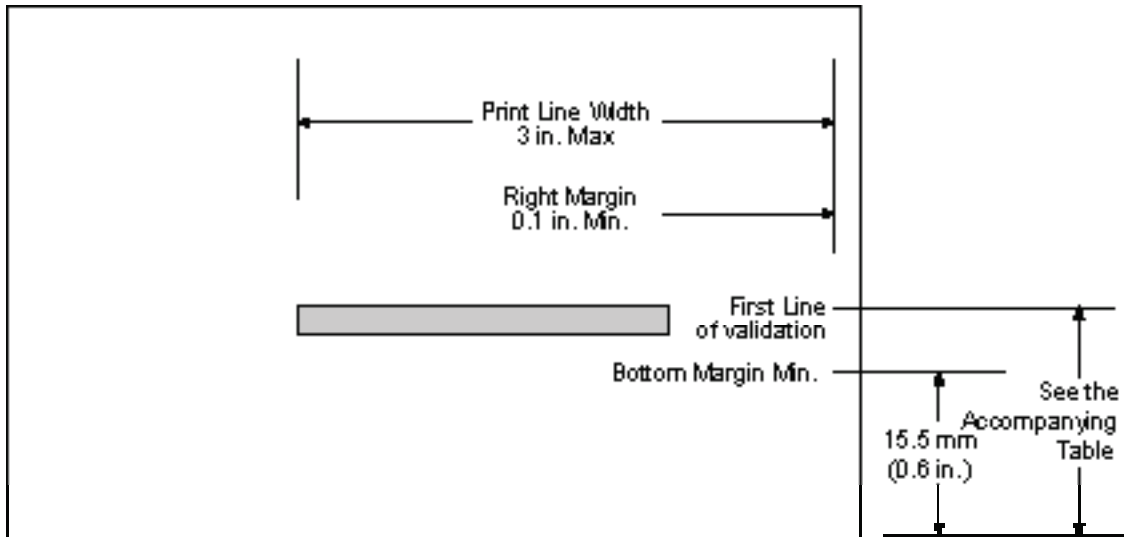 Print Line Width
3 in. Max
Right Margin
0.1 in. Min.
First Line
of validation
Bottom Margin Min.
See the
Accompanying
Table
15.5 mm
(0.6 in.)